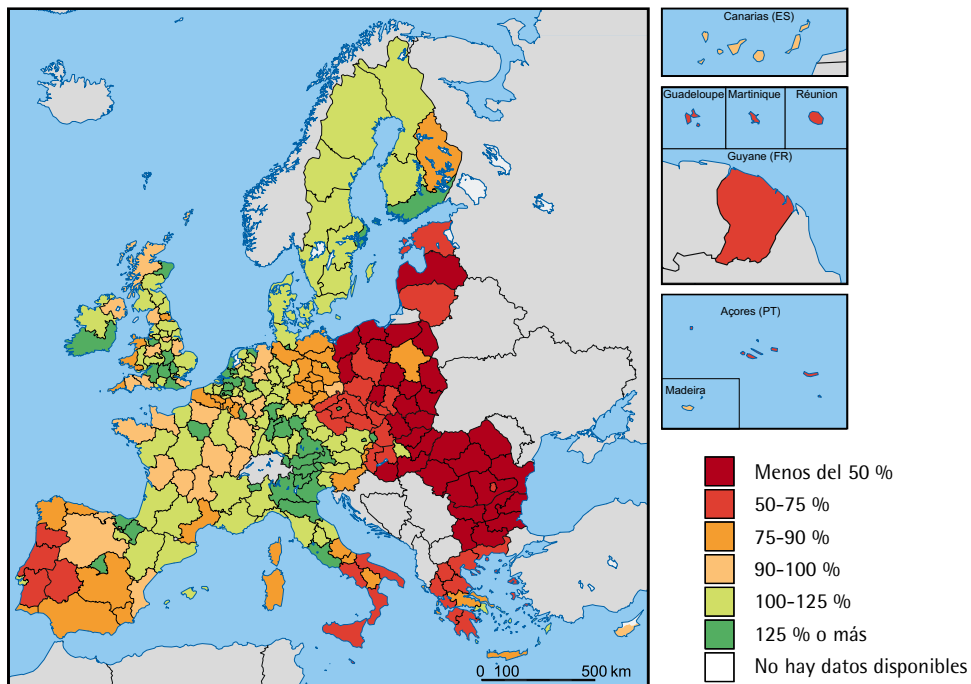 Canarias (ES)
Guadeloupe
Martinique
Réunion
Guyane (FR)
Açores (PT)
Madeira
Menos del 50 %
50-75 %
75-90 %
90-100 %
100-125 %
125 % o más
No hay datos disponibles
0 100 500 km